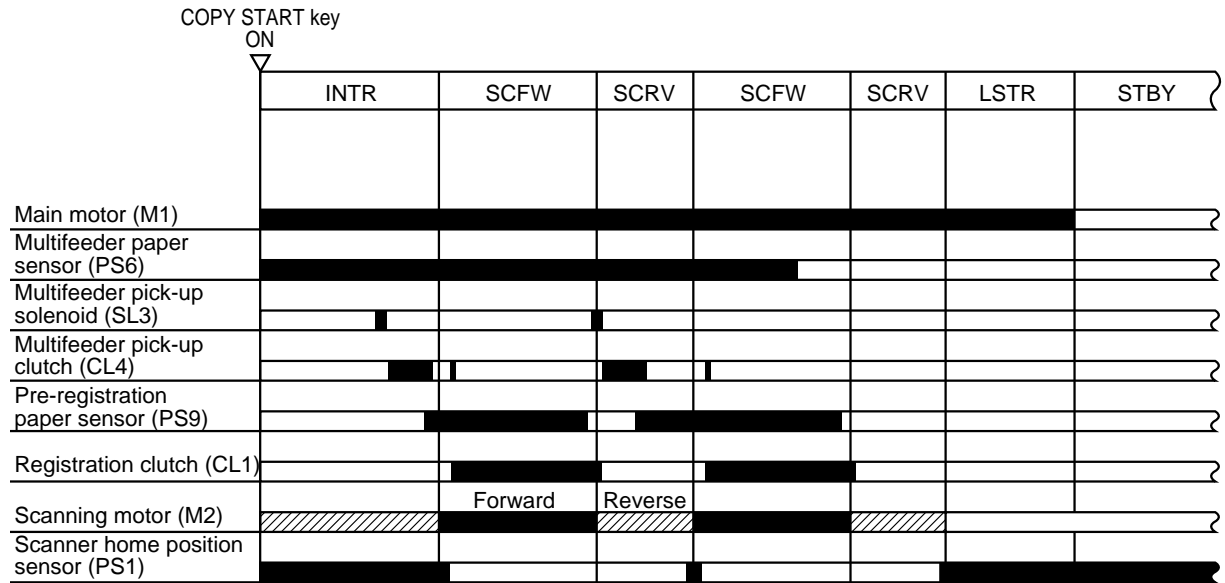 COPY START key
ON
INTR SCFW SCRV SCFW SCRV LSTR STBY
Main motor (M1)
Multifeeder paper
sensor (PS6)
Multifeeder pick-up
solenoid (SL3)
Multifeeder pick-up
clutch (CL4)
Pre-registration
paper sensor (PS9)
Registration clutch (CL1)
Forward Reverse
Scanning motor (M2)
Scanner home position
sensor (PS1)